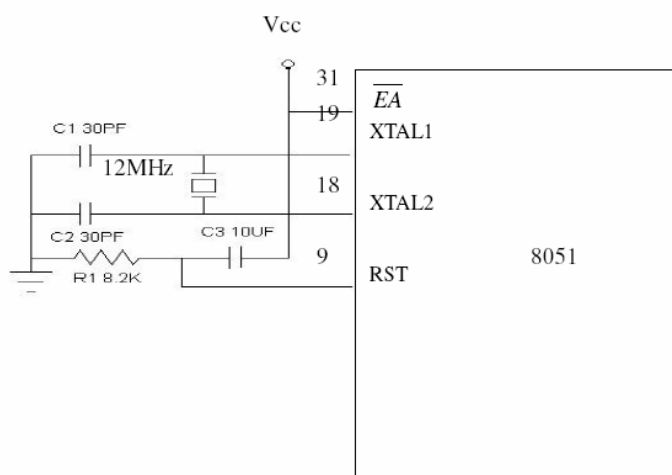 Vcc
31
EA
19
XTAL1
C1 30PF
12MHz
18
XTAL2
C2 30PF
C3 10UF
9
8051
R1 8.2K
RST